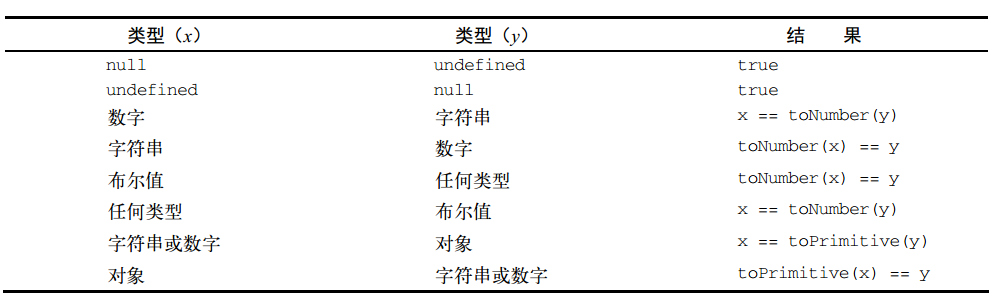 类型（x） 类型（y） 结 果
null undefined true
undefined null true
数字 字符串 x == toNumber(y)
字符串 数字 toNumber(x) == y
布尔值 任何类型 toNumber(x) == y
任何类型 布尔值 x == toNumber(y)
字符串或数字 对象 x == toPrimitive(y)
对象 字符串或数字 toPrimitive(x) == y